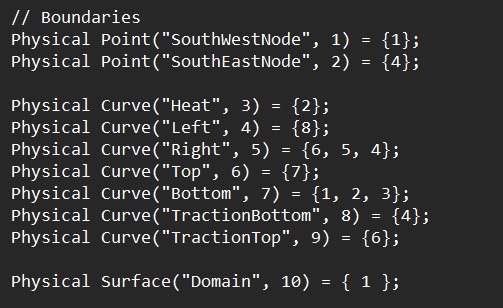 // Boundaries
Physical Point("SouthWestNode", 1) = {1};
Physical Point("SouthEastNode", 2) = {4};
Physical Curve("Heat", 3) = {2};
Physical Curve("Left", 4) = {8};
Physical Curve("Right", 5) = {6, 5, 4};
Physical Curve("Top", 6) = {7};
Physical Curve("Bottom", 7) = {1, 2, 3};
Physical Curve("TractionBottom", 8) = {4};
Physical Curve("TractionTop", 9) = {6};
Physical Surface("Domain", 10) = { 1 };